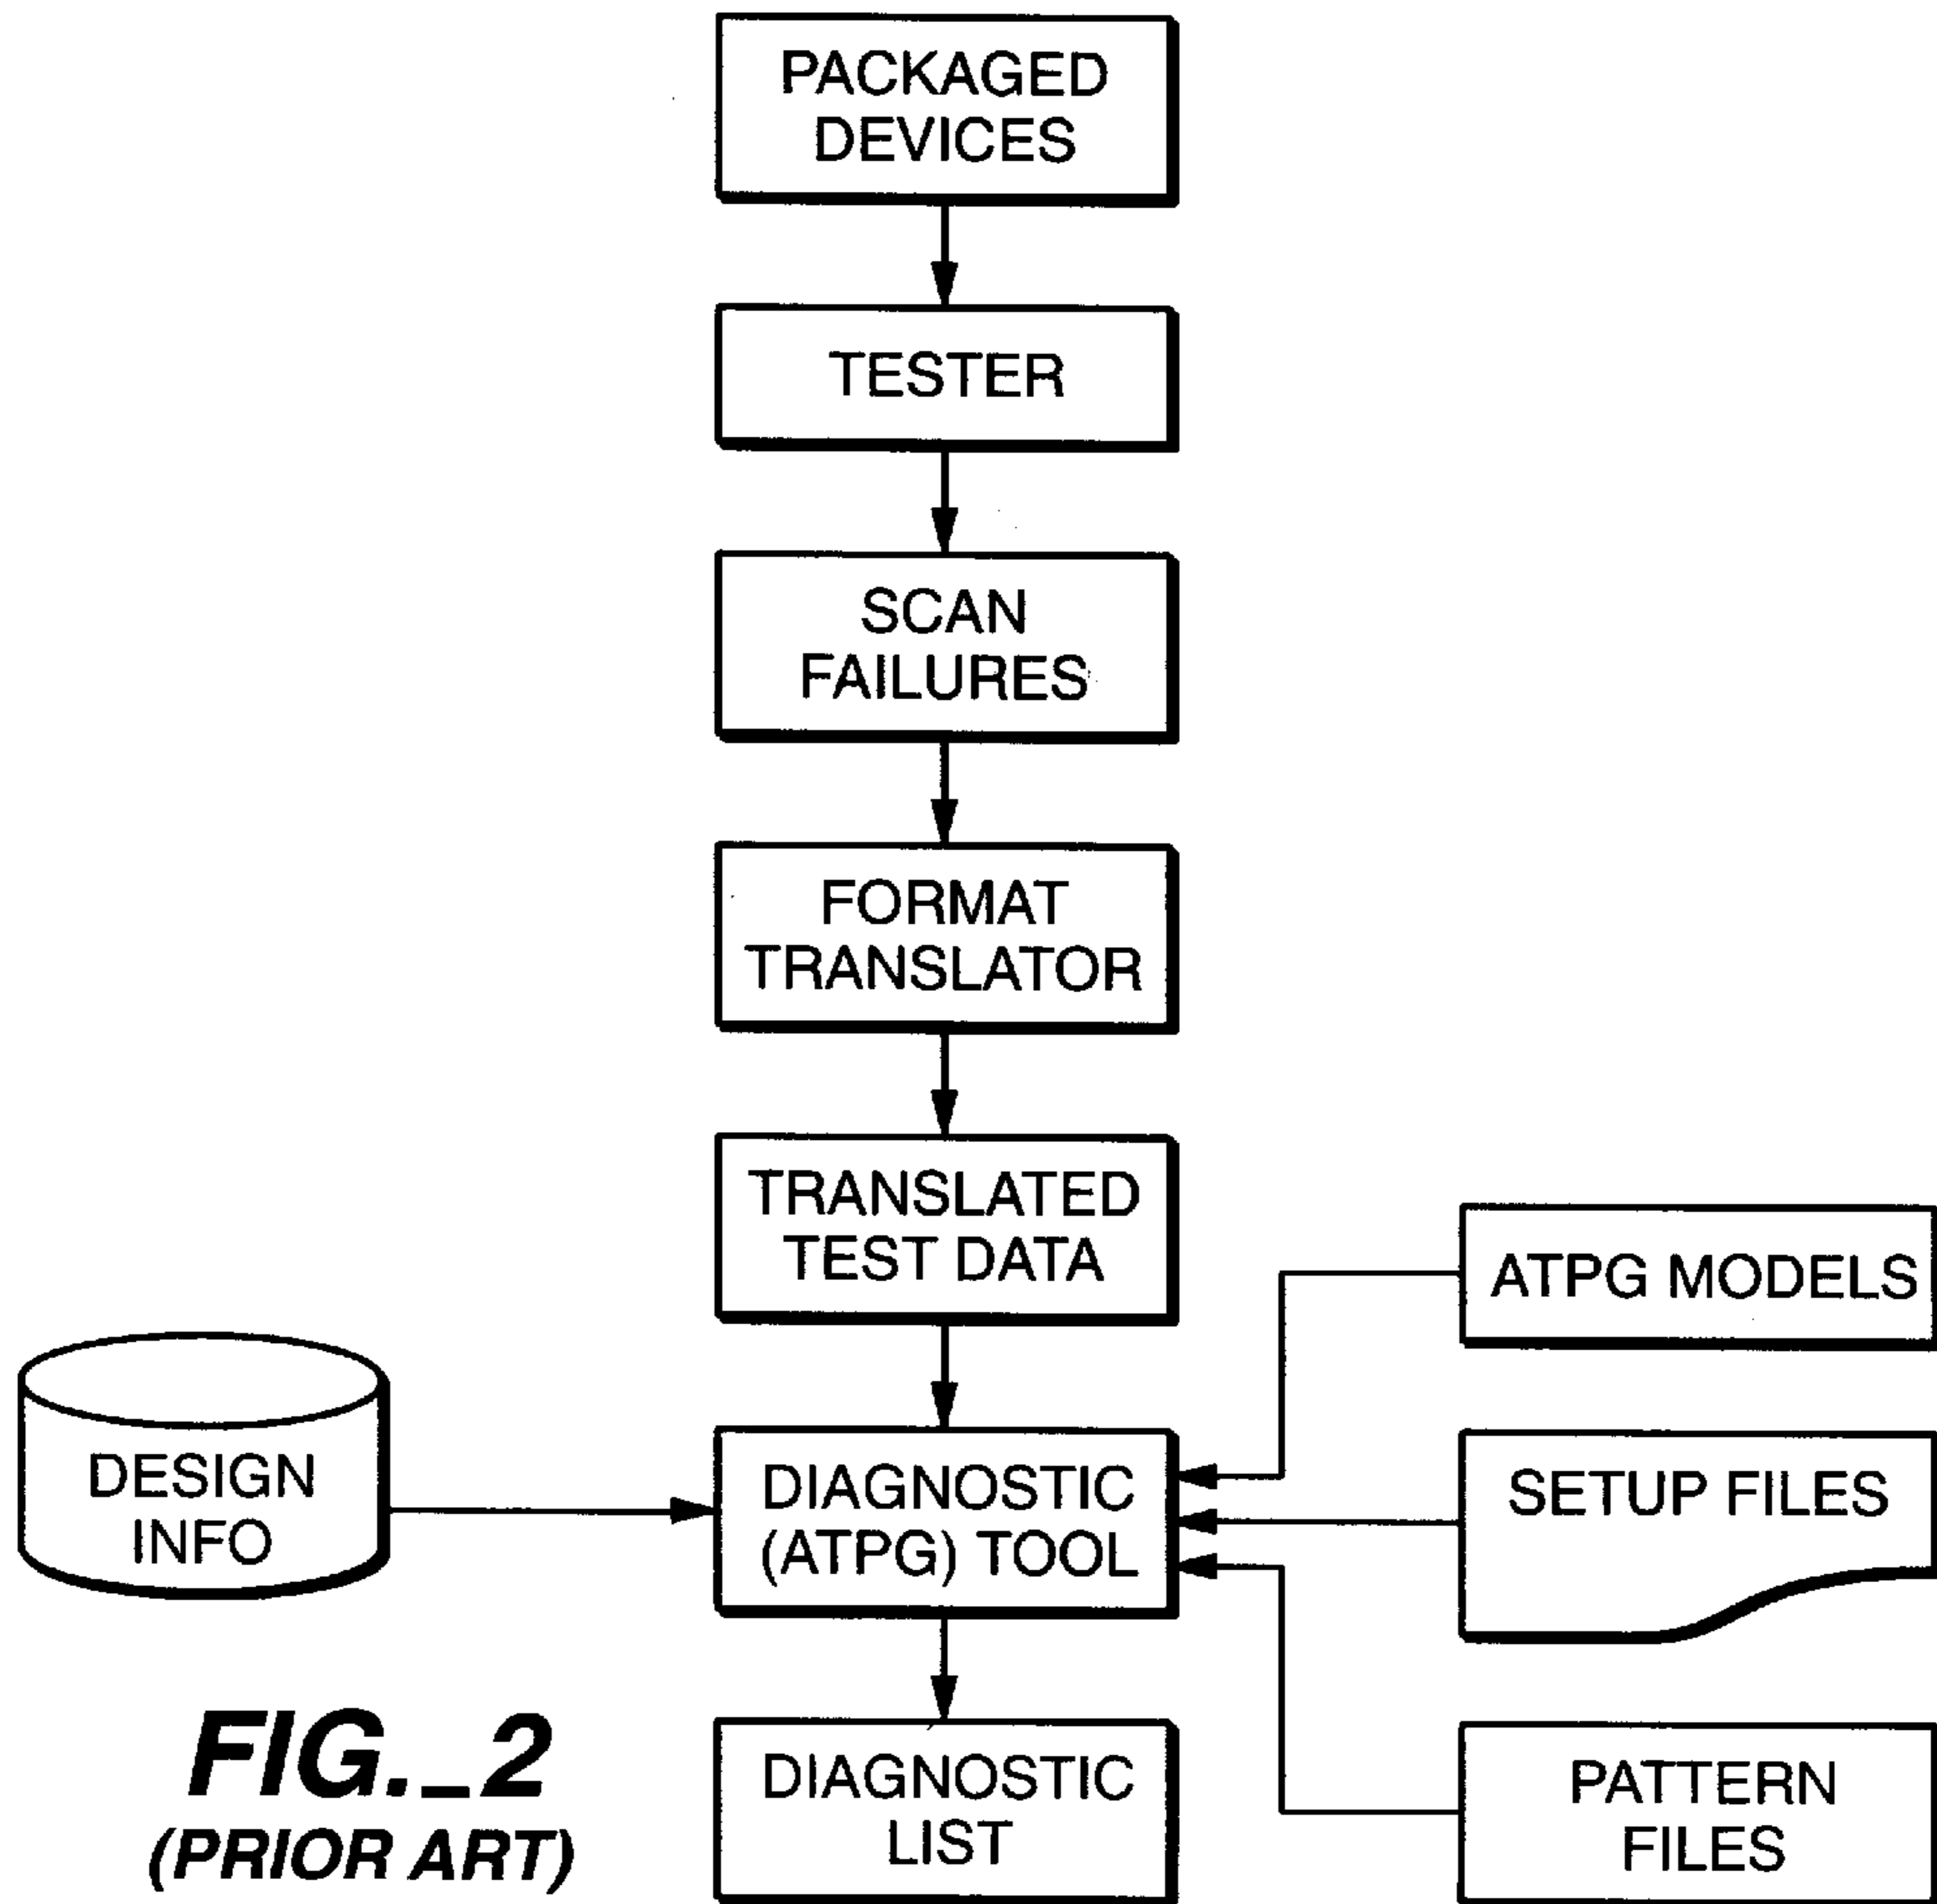 PACKAGED
DEVICES
TESTER
SCAN
FAILURES
FORMAT
TRANSLATOR
TRANSLATED
TEST DATA
DESIGN
INFO
DIAGNOSTIC
(ATPG) TOOL
ATPG MODELS
SETUP FILES
PATTERN
FILES
DIAGNOSTIC
LIST
FIG._2
(PRIOR ART)